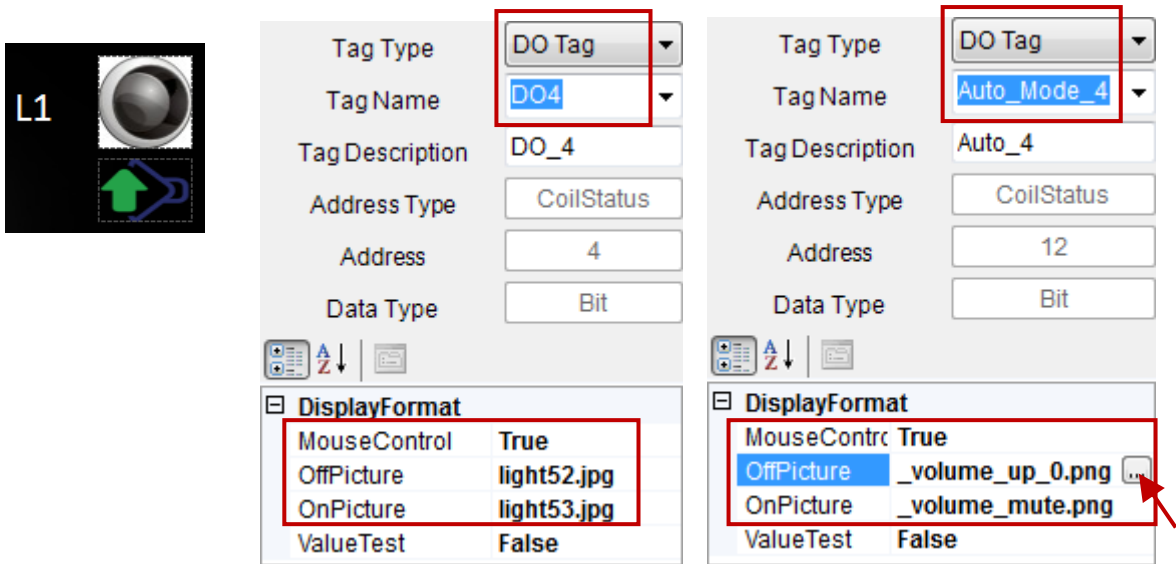 L1
Tag Type DO Tag
Tag Name DO4
Tag Description DO_4
Address Type CoilStatus
Address 4
Data Type Bit
DisplayFormat
MouseControl True
OffPicture light52.jpg
OnPicture light53.jpg
ValueTest False
Tag Type DO Tag
Tag Name Auto_Mode_4
Tag Description Auto_4
Address Type CoilStatus
Address 12
Data Type Bit
DisplayFormat
MouseContrc True
OffPicture _volume_up_0.png ...
OnPicture _volume_mute.png
ValueTest False